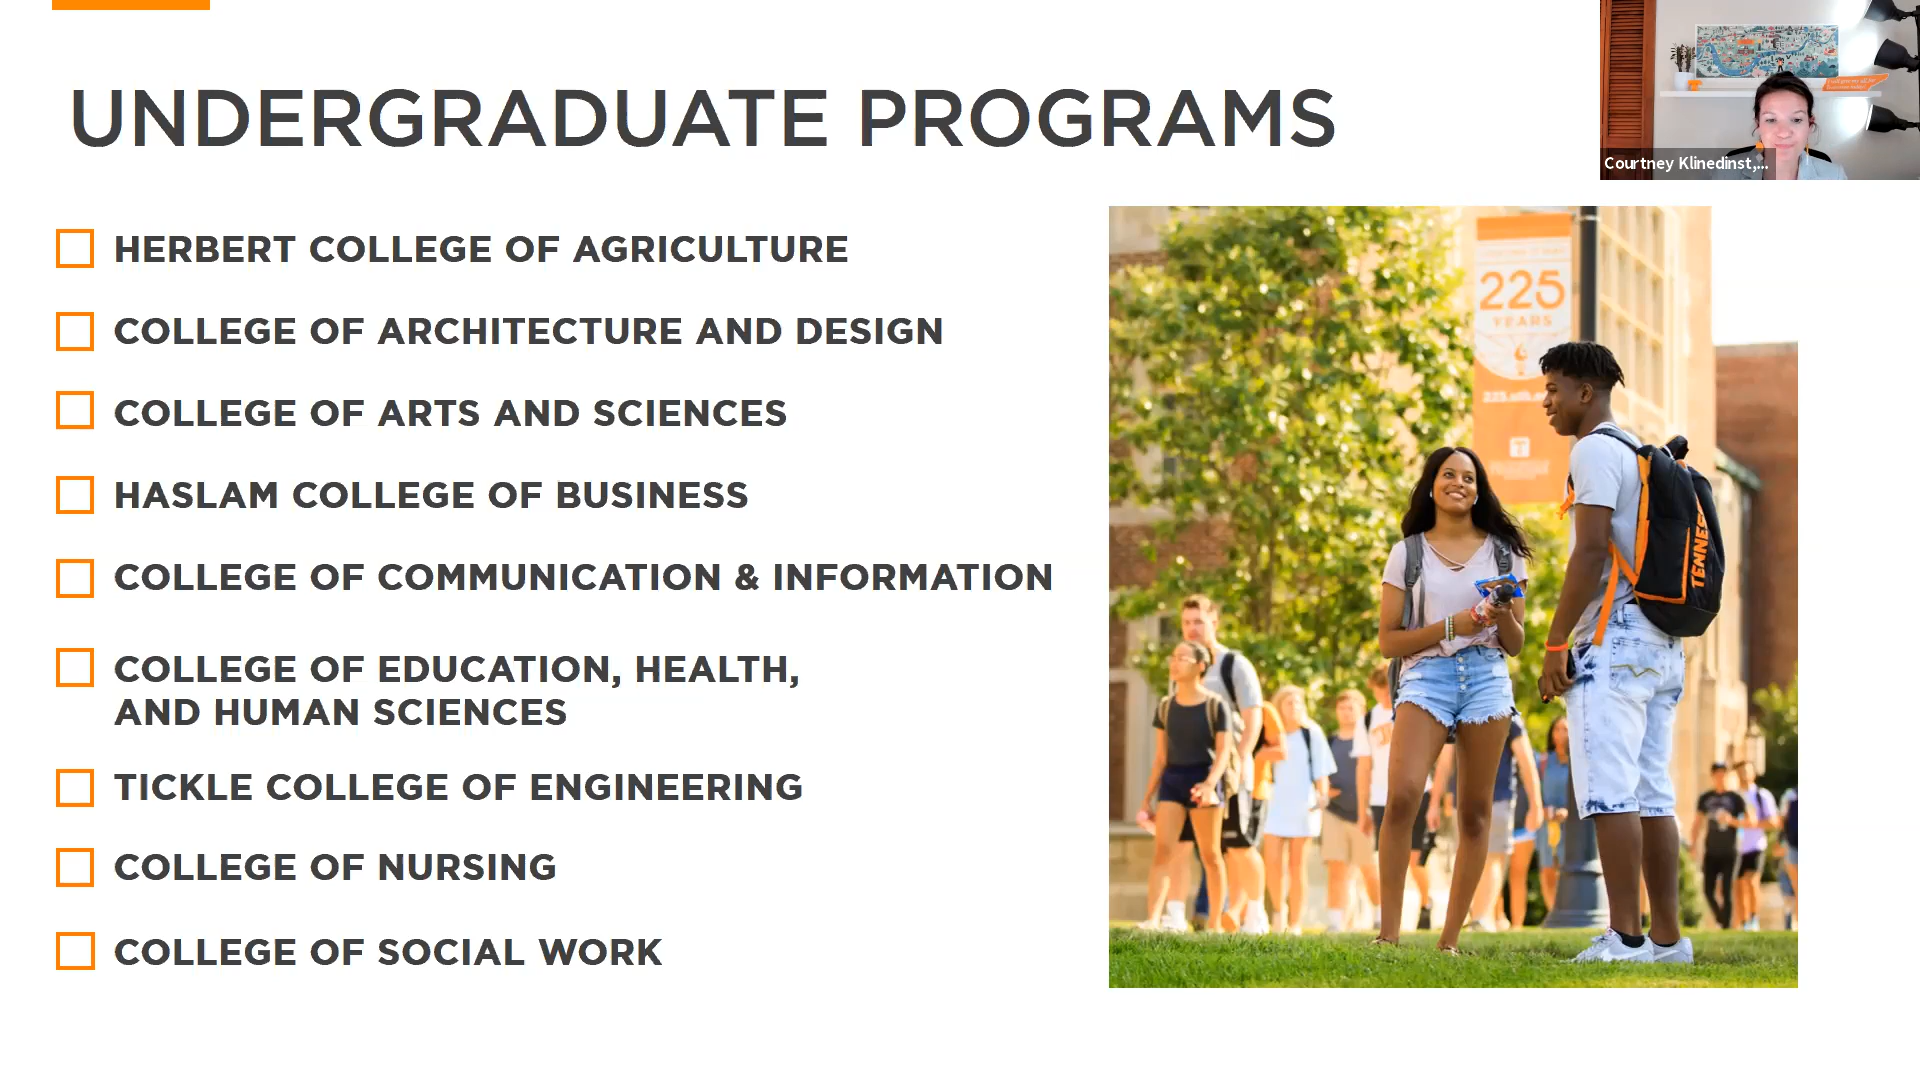 UNDERGRADUATE PROGRAMS
Courtney Klinedinst,...
HERBERT COLLEGE OF AGRICULTURE
COLLEGE OF ARCHITECTURE AND DESIGN
COLLEGE OF ARTS AND SCIENCES
HASLAM COLLEGE OF BUSINESS
COLLEGE OF COMMUNICATION & INFORMATION
COLLEGE OF EDUCATION, HEALTH,
AND HUMAN SCIENCES
TICKLE COLLEGE OF ENGINEERING
COLLEGE OF NURSING
COLLEGE OF SOCIAL WORK
225
YEARS
TENNES